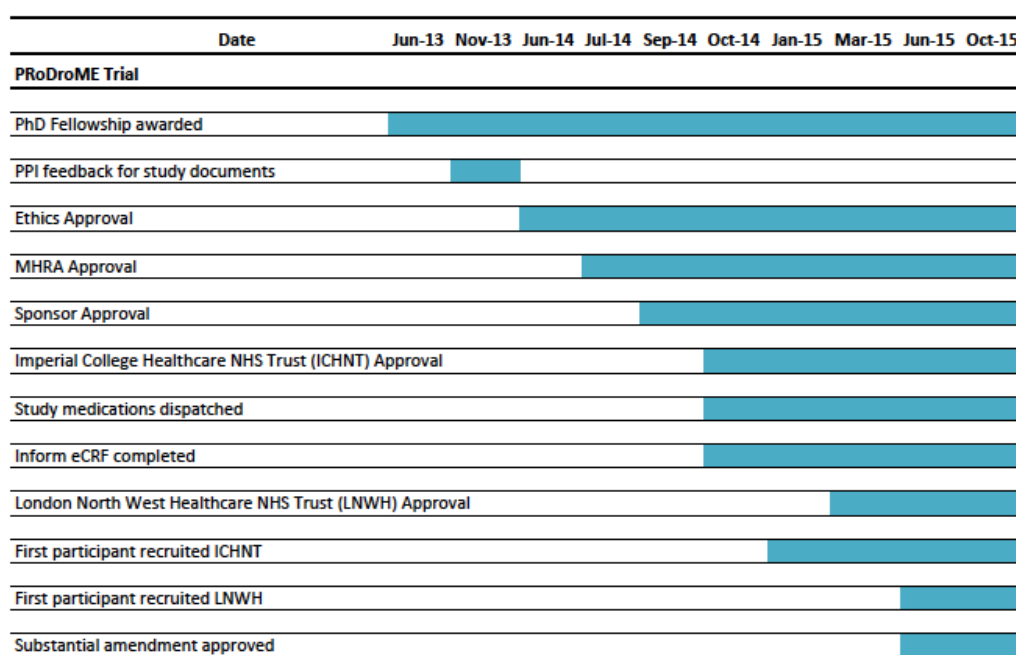 Date Jun-13 Nov-13 Jun-14 Jul-14 Sep-14 Oct-14 Jan-15 Mar-15 Jun-15 Oct-15
PRoDroME Trial
PhD Fellowship awarded
PPI feedback for study documents
Ethics Approval
MHRA Approval
Sponsor Approval
Imperial College Healthcare NHS Trust (ICHNT) Approval
Study medications dispatched
Inform eCRF completed
London North West Healthcare NHS Trust (LNWH) Approval
First participant recruited ICHNT
First participant recruited LNWH
Substantial amendment approved